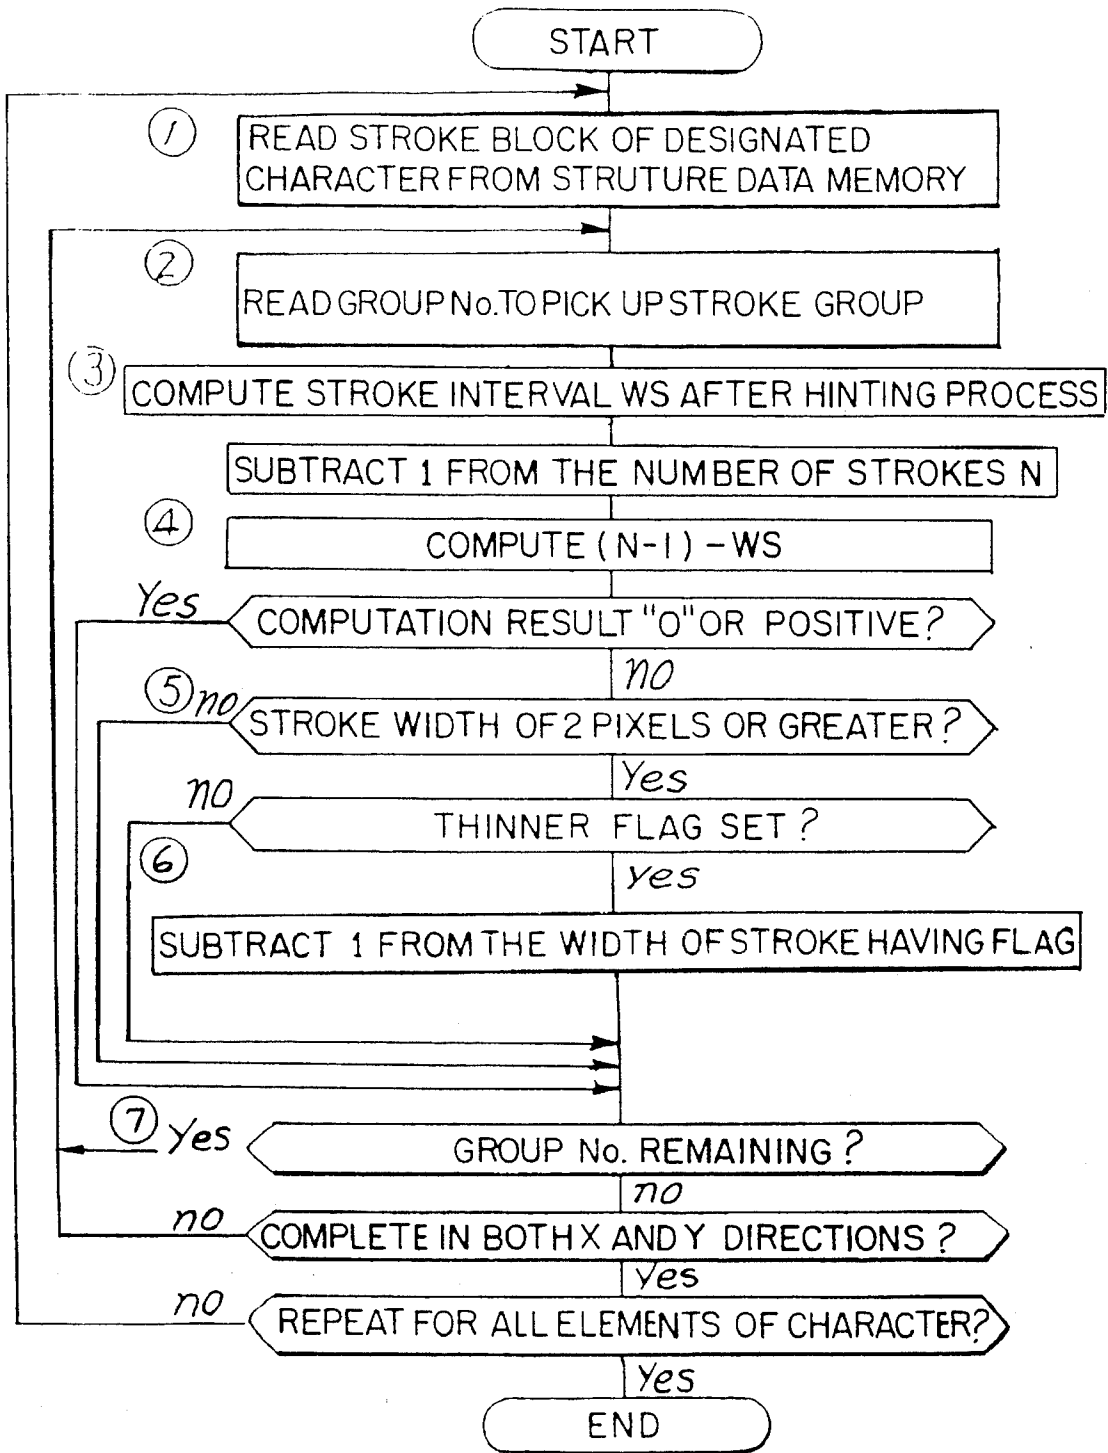 START
① READ STROKE BLOCK OF DESIGNATED
CHARACTER FROM STRUTURE DATA MEMORY
②
READ GROUP No. TO PICK UP STROKE GROUP
③
COMPUTE STROKE INTERVAL WS AFTER HINTING PROCESS
SUBTRACT 1 FROM THE NUMBER OF STROKES N
④
COMPUTE (N-1) - WS
Yes
COMPUTATION RESULT "0" OR POSITIVE?
no
⑤ no
STROKE WIDTH OF 2 PIXELS OR GREATER?
Yes
no
THINNER FLAG SET?
yes
⑥
SUBTRACT 1 FROM THE WIDTH OF STROKE HAVING FLAG
⑦ Yes
GROUP No. REMAINING?
no
no
COMPLETE IN BOTH X AND Y DIRECTIONS?
Yes
no
REPEAT FOR ALL ELEMENTS OF CHARACTER?
Yes
END